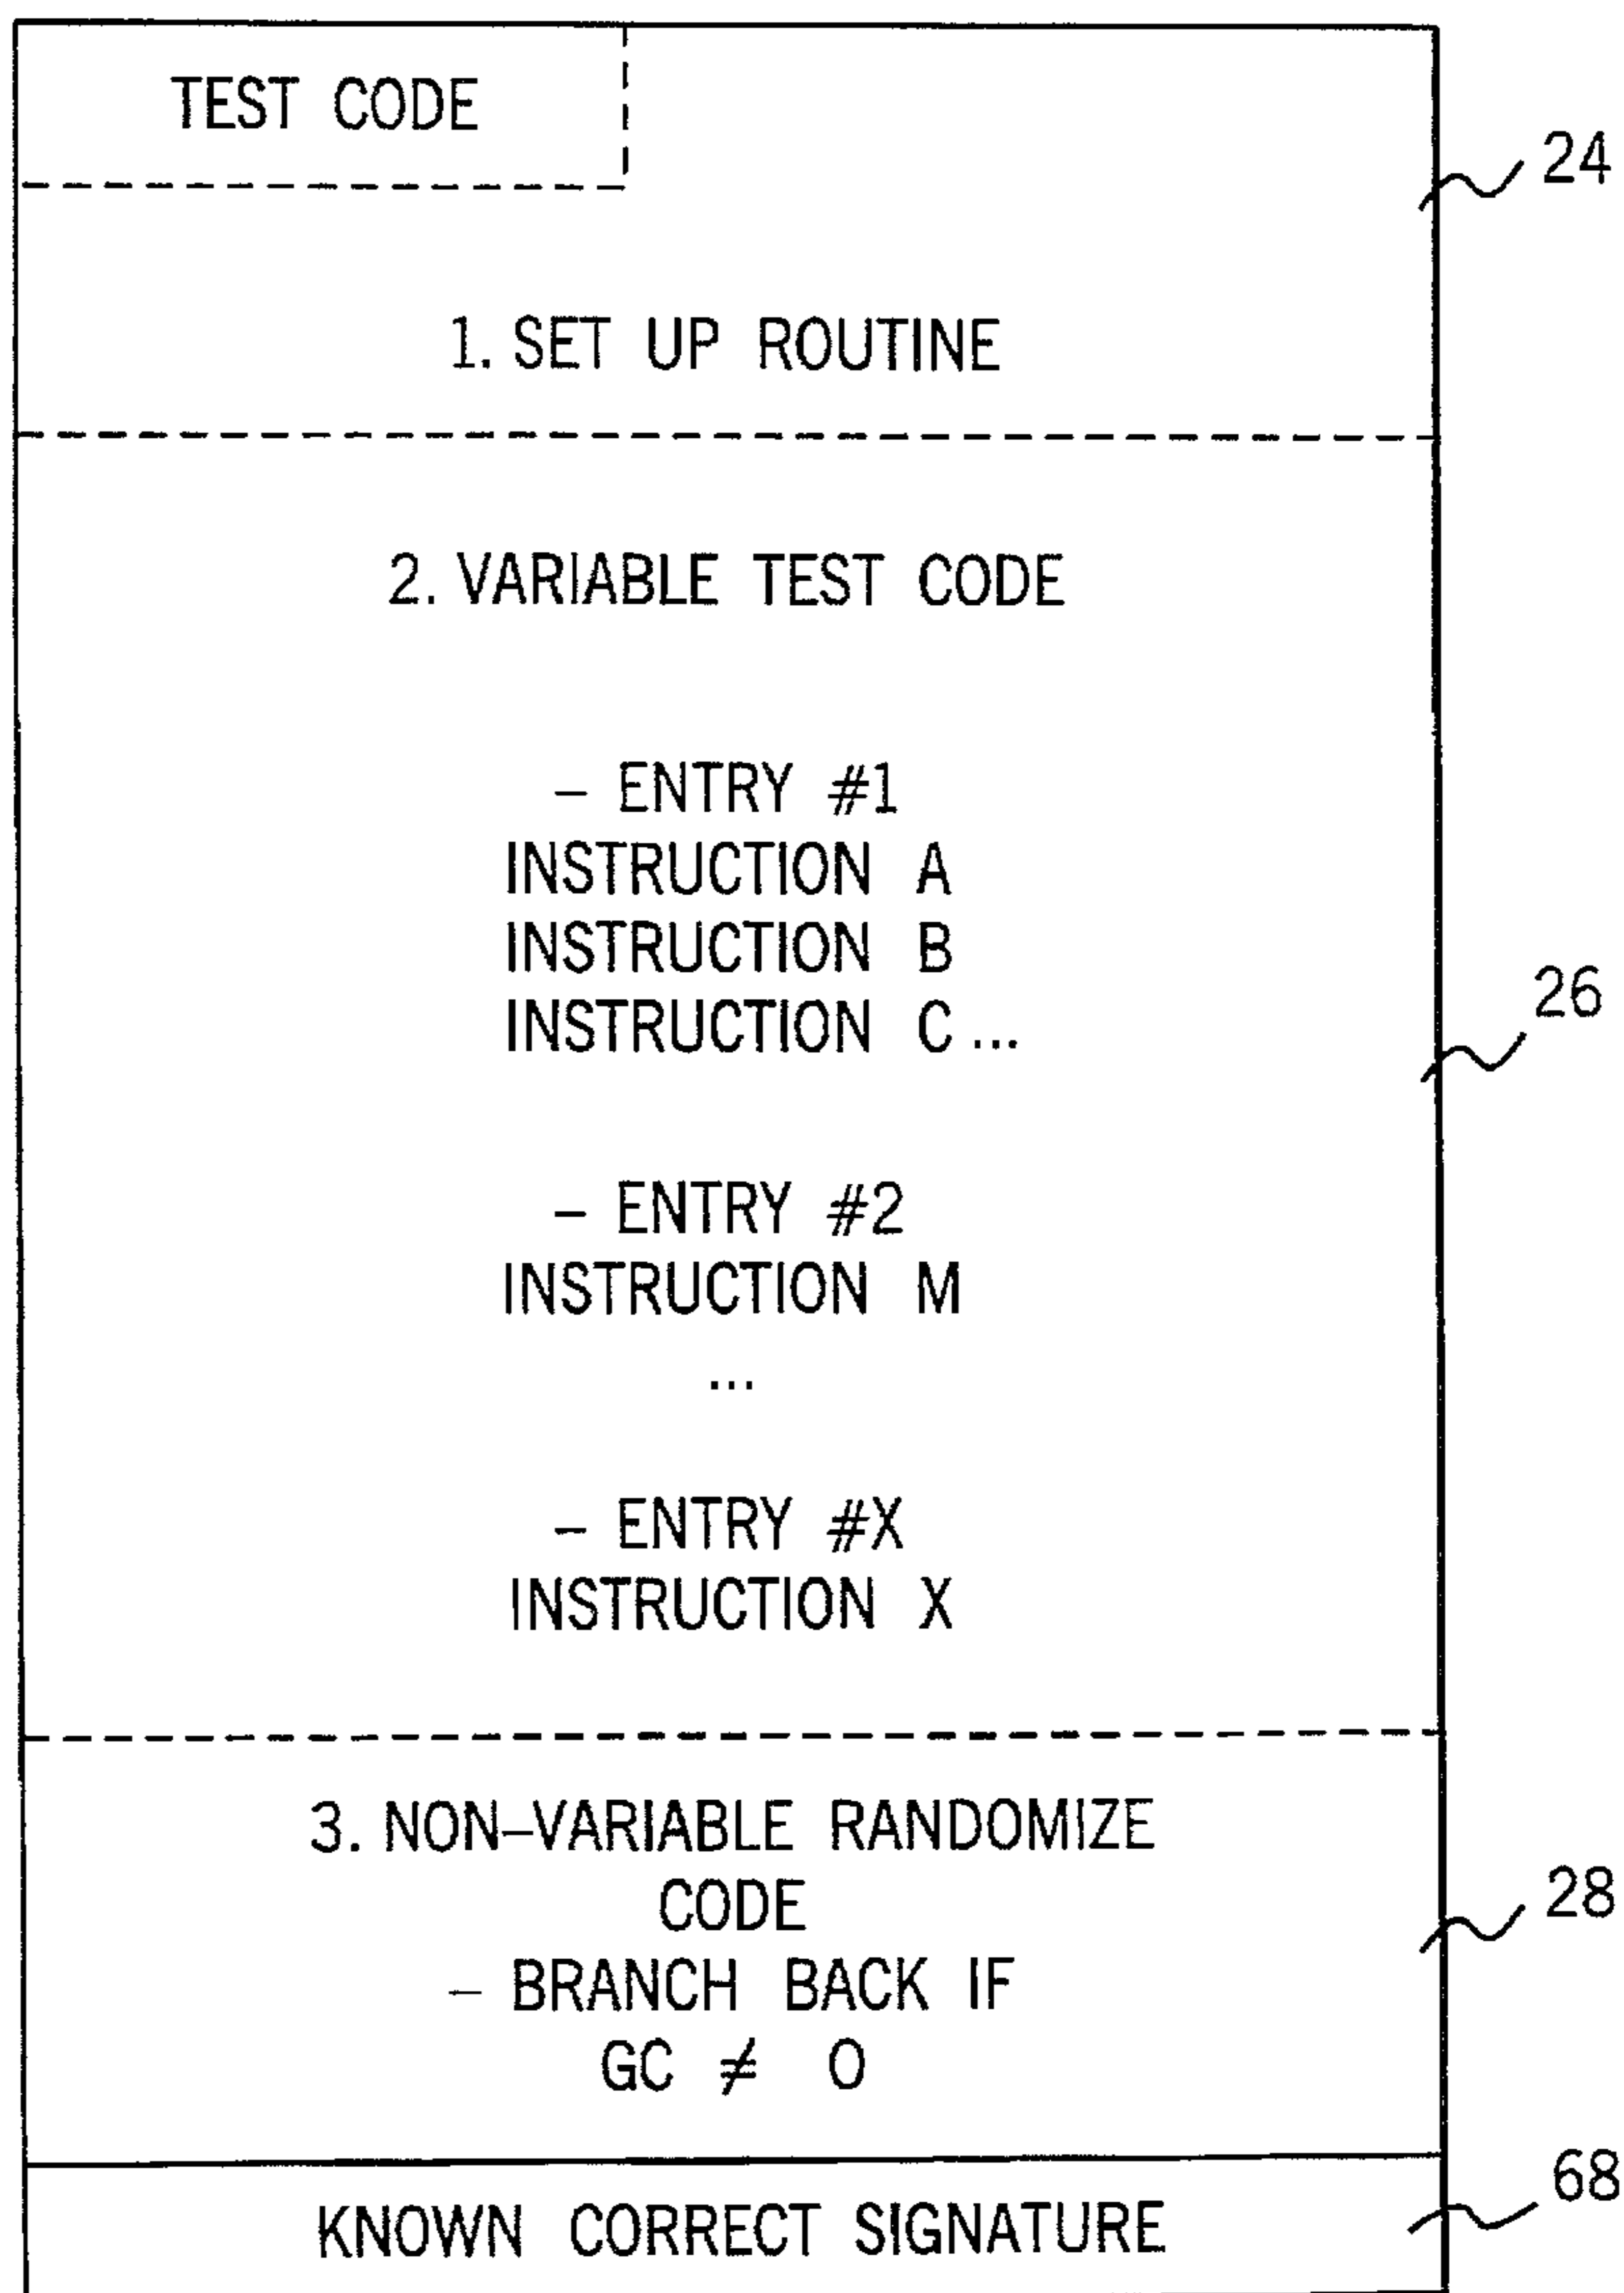 TEST CODE
24
1. SET UP ROUTINE
2. VARIABLE TEST CODE
– ENTRY #1
INSTRUCTION A
INSTRUCTION B
INSTRUCTION C ...
26
– ENTRY #2
INSTRUCTION M
...
– ENTRY #X
INSTRUCTION X
3. NON–VARIABLE RANDOMIZE
CODE
28
– BRANCH BACK IF
GC ≠ 0
68
KNOWN CORRECT SIGNATURE